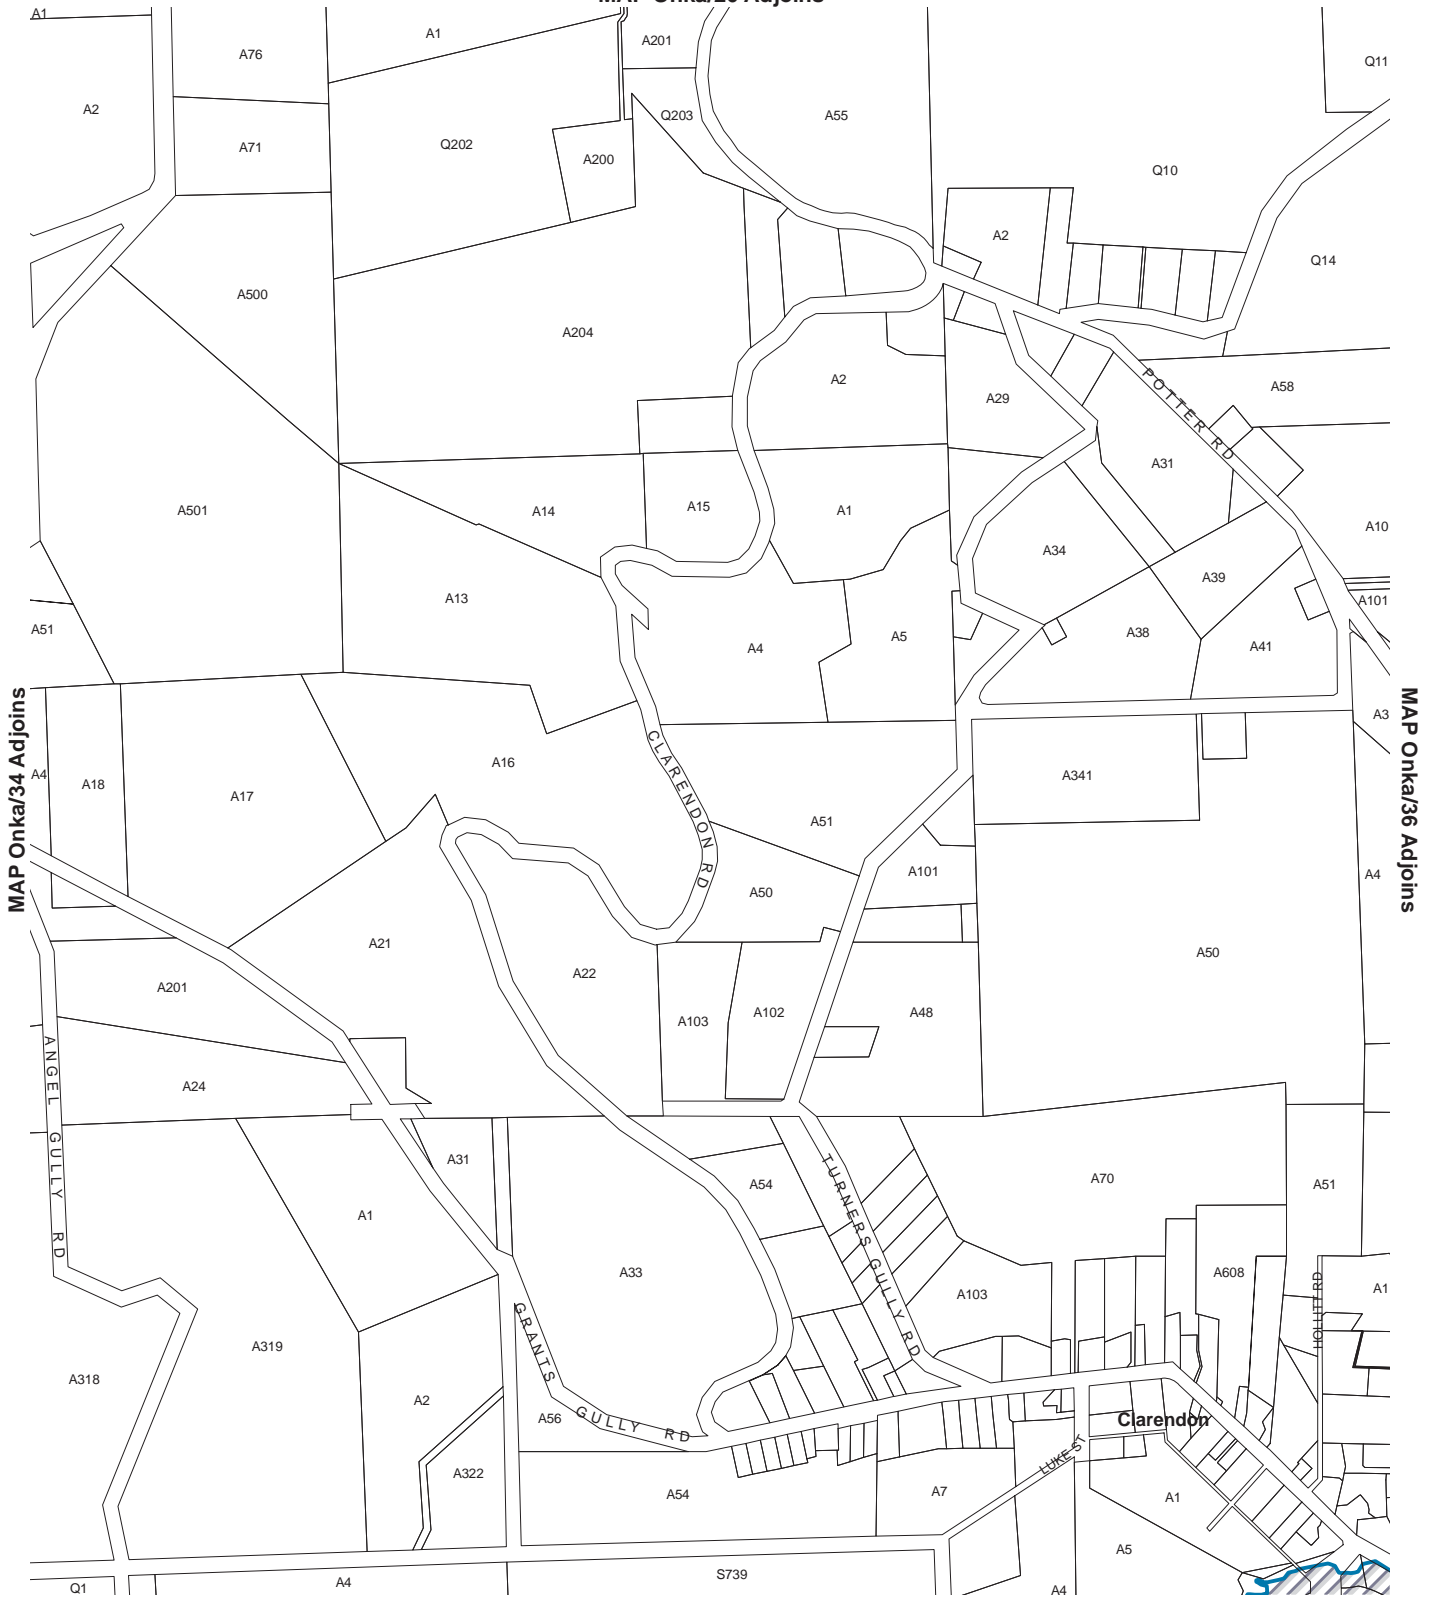 MAP Onka/26 Adjoins
A1
A76
A1
A201
Q11
A2
A71
Q202
A200
Q203
A55
Q10
A500
A204
A2
Q14
A2
A29
A58
POTTER RD
A501
A14
A15
A1
A31
A34
A10
A39
A13
A101
A51
A4
A5
A38
A41
MAP Onka/34 Adjoins
MAP Onka/36 Adjoins
A3
A4
A18
A17
A16
CLARENDON RD
A51
A341
A101
A4
A50
A21
A22
A50
A201
A103
A102
A48
ANGEL GULLY RD
A24
A31
A54
TURNERS GULLY RD
A70
A51
A1
A33
A608
A103
HOLLITT RD
A1
GRANTS GULLY RD
A319
A318
A2
A56
Clarendon
LUKE ST
A322
A54
A7
A1
A5
Q1
A4
S739
A4